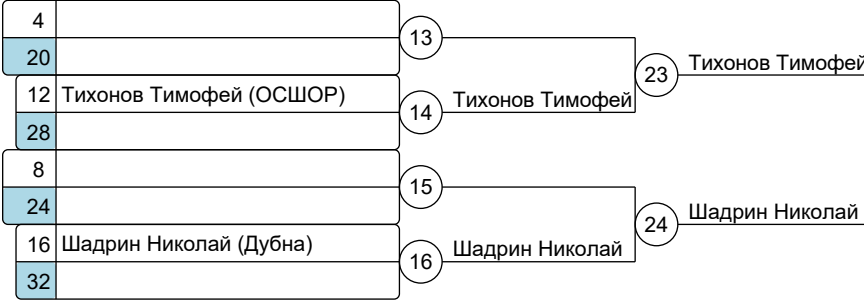 4
13
20
23 Тихонов Тимофей
12 Тихонов Тимофей (ОСШОР)
14 Тихонов Тимофей
28
8
15
24
24 Шадрин Николай
16 Шадрин Николай (Дубна)
16 Шадрин Николай
32